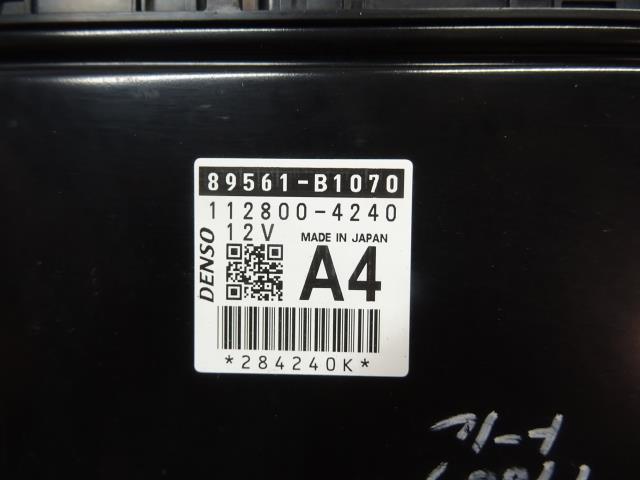 89561-B1070
112800-4240
12V
MADE IN JAPAN
DENSO
A4
*284240K*